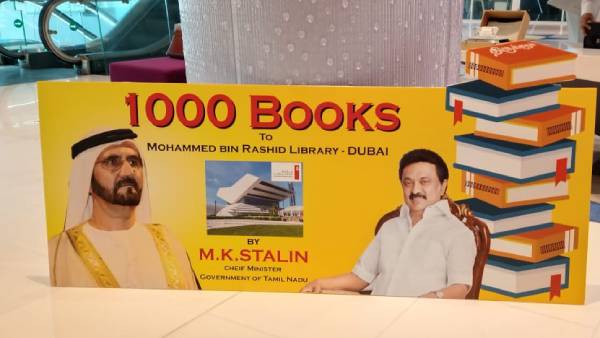 1000 BOOKS
TO
MOHAMMED BIN RASHID LIBRARY - DUBAI
BY
M.K.STALIN
CHEIF MINISTER
GOVERNMENT OF TAMIL NADU